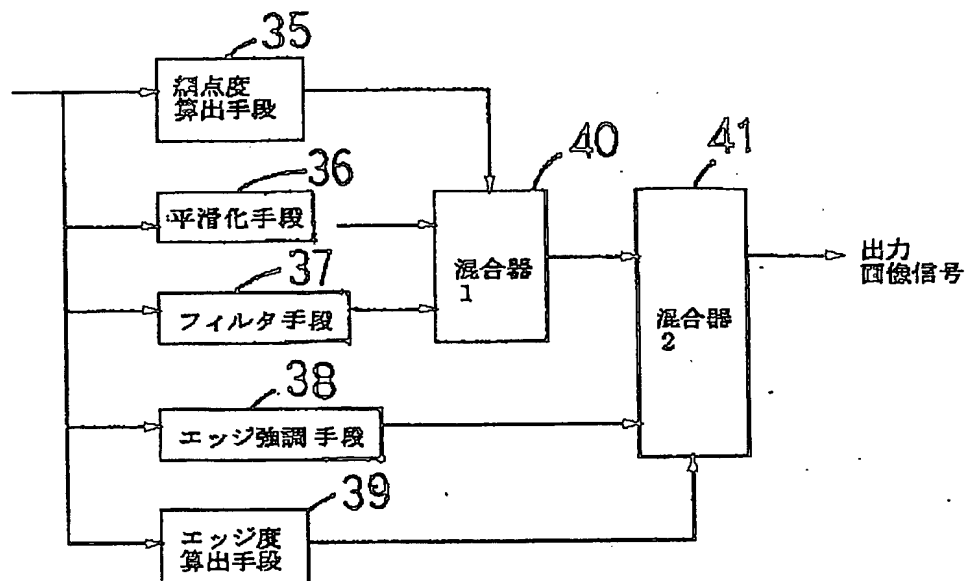 35
網点度
算出手段
36
平滑化手段
37
フィルタ手段
38
エッジ強調手段
39
エッジ度
算出手段
40
混合器
1
41
混合器
2
出力
画像信号